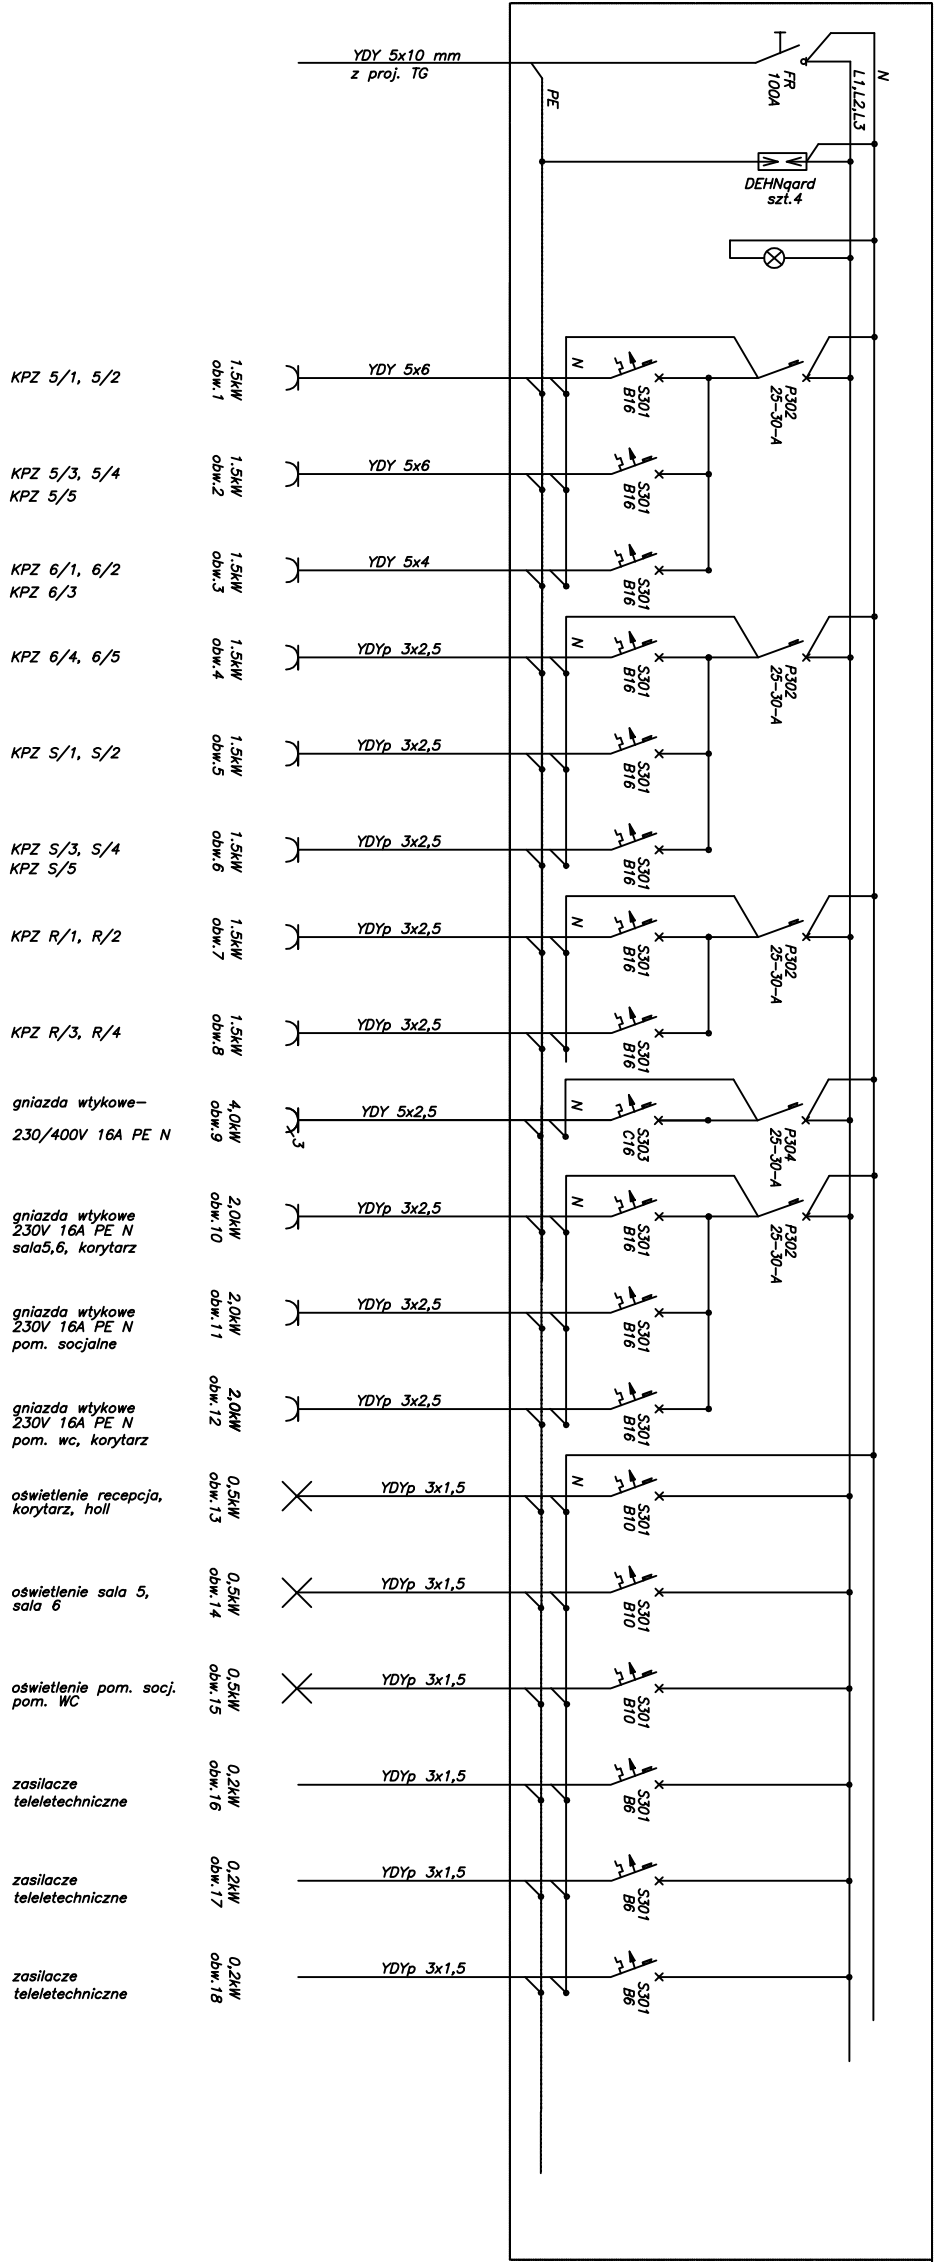 YDY 5x10 mm
z proj. TG
PE
FR
100A
L1,L2,L3
N
DEHNqard
szt.4
KPZ 5/1, 5/2
1.5kW
obw.1
YDY 5x6
N
S301
B16
P302
25-30-A
KPZ 5/3, 5/4
KPZ 5/5
1.5kW
obw.2
YDY 5x6
S301
B16
KPZ 6/1, 6/2
KPZ 6/3
1.5kW
obw.3
YDY 5x4
S301
B16
KPZ 6/4, 6/5
1.5kW
obw.4
YDYp 3x2,5
N
S301
B16
P302
25-30-A
KPZ S/1, S/2
1.5kW
obw.5
YDYp 3x2,5
S301
B16
KPZ S/3, S/4
KPZ S/5
1.5kW
obw.6
YDYp 3x2,5
S301
B16
KPZ R/1, R/2
1.5kW
obw.7
YDYp 3x2,5
N
S301
B16
P302
25-30-A
KPZ R/3, R/4
1.5kW
obw.8
YDYp 3x2,5
S301
B16
gniazda wtykowe-
230/400V 16A PE N
4,0kW
obw.9
3
YDY 5x2,5
N
S303
C16
P304
25-30-A
gniazda wtykowe
230V 16A PE N
sala5,6, korytarz
2,0kW
obw.10
YDYp 3x2,5
N
S301
B16
P302
25-30-A
gniazda wtykowe
230V 16A PE N
pom. socjalne
2,0kW
obw.11
YDYp 3x2,5
S301
B16
gniazda wtykowe
230V 16A PE N
pom. wc, korytarz
2,0kW
obw.12
YDYp 3x2,5
S301
B16
oświetlenie recepcja,
korytarz, holl
0,5kW
obw.13
YDYp 3x1,5
N
S301
B10
oświetlenie sala 5,
sala 6
0,5kW
obw.14
YDYp 3x1,5
S301
B10
oświetlenie pom. socj.
pom. WC
0,5kW
obw.15
YDYp 3x1,5
S301
B10
zasilacze
teleletechniczne
0,2kW
obw.16
YDYp 3x1,5
S301
B6
zasilacze
teleletechniczne
0,2kW
obw.17
YDYp 3x1,5
S301
B6
zasilacze
teleletechniczne
0,2kW
obw.18
YDYp 3x1,5
S301
B6